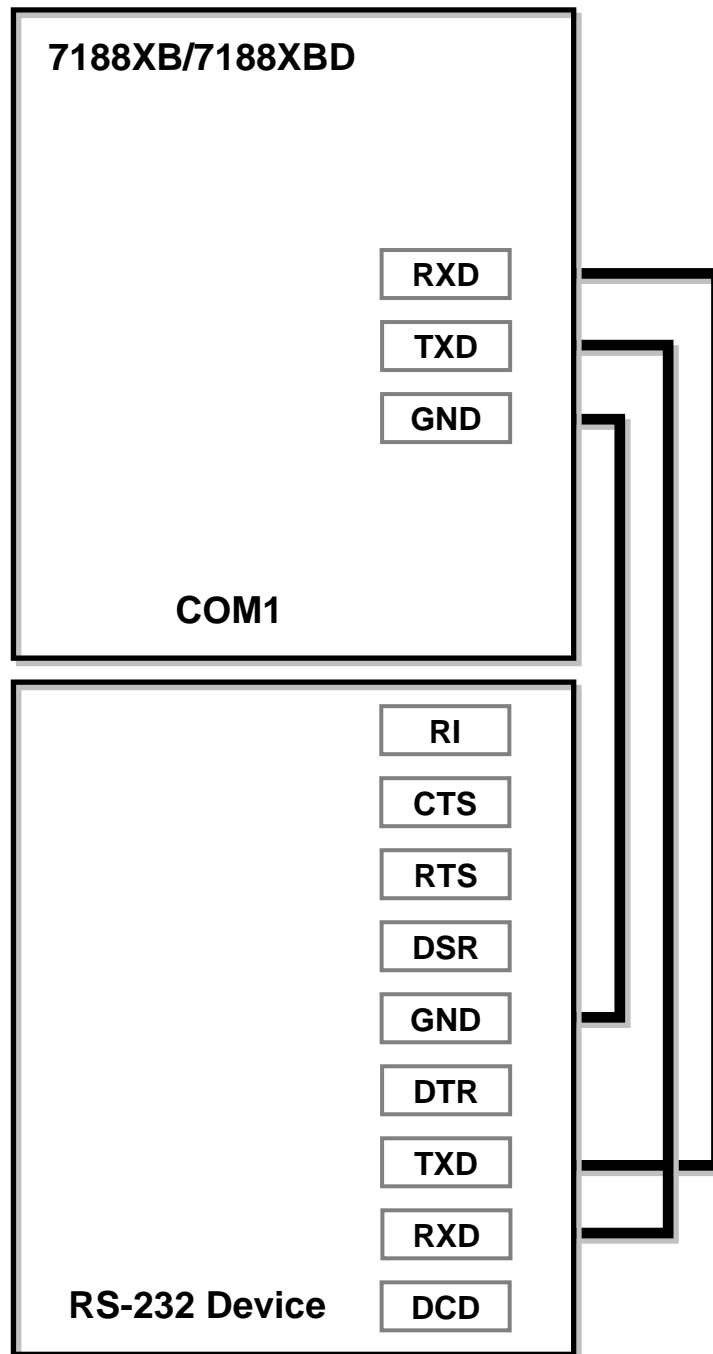 7188XB/7188XBD
RXD
TXD
GND
COM1
RI
CTS
RTS
DSR
GND
DTR
TXD
RXD
RS-232 Device
DCD